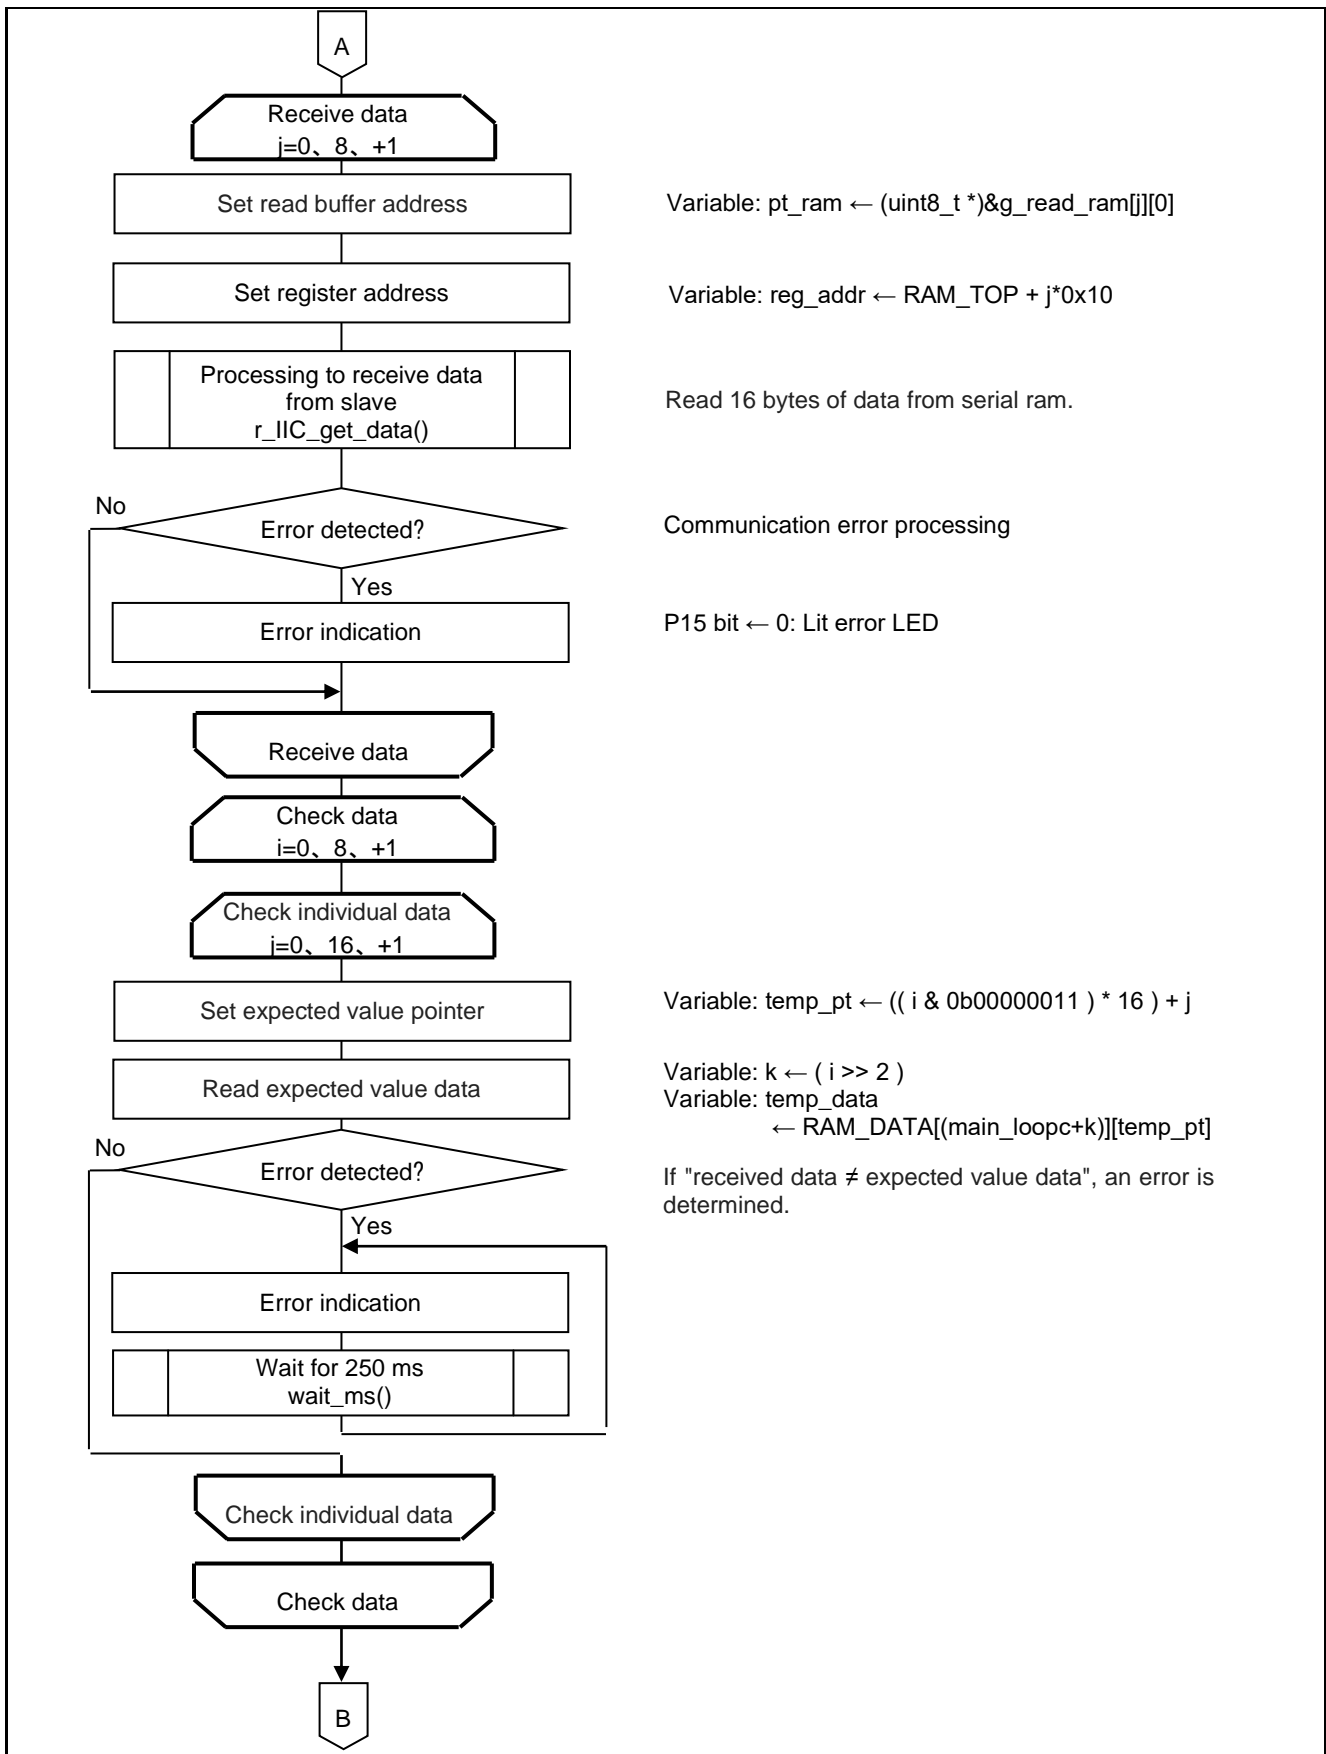 A
Receive data
j=0、8、+1
Set read buffer address
Variable: pt_ram ← (uint8_t *)&g_read_ram[j][0]
Set register address
Variable: reg_addr ← RAM_TOP + j*0x10
Processing to receive data
from slave
r_IIC_get_data()
Read 16 bytes of data from serial ram.
No
Error detected?
Communication error processing
Yes
Error indication
P15 bit ← 0: Lit error LED
Receive data
Check data
i=0、8、+1
Check individual data
j=0、16、+1
Set expected value pointer
Variable: temp_pt ← (( i & 0b00000011 ) * 16 ) + j
Read expected value data
Variable: k ← ( i >> 2 )
Variable: temp_data
← RAM_DATA[(main_loopc+k)][temp_pt]
No
Error detected?
If "received data ≠ expected value data", an error is
determined.
Yes
Error indication
Wait for 250 ms
wait_ms()
Check individual data
Check data
B